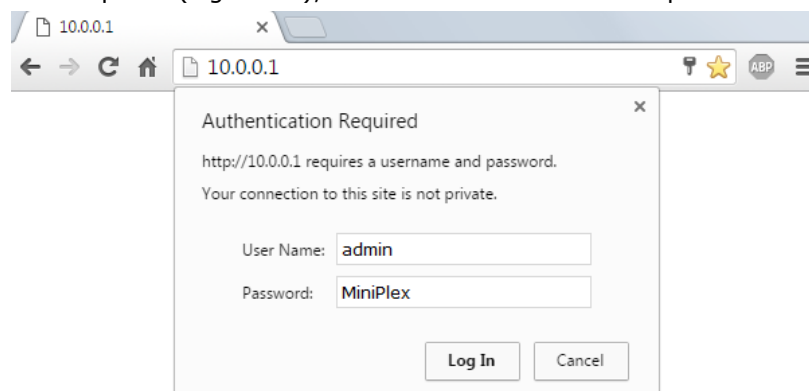 10.0.0.1
10.0.0.1
ABP
Authentication Required
http://10.0.0.1 requires a username and password.
Your connection to this site is not private.
User Name: admin
Password: MiniPlex
Log In Cancel